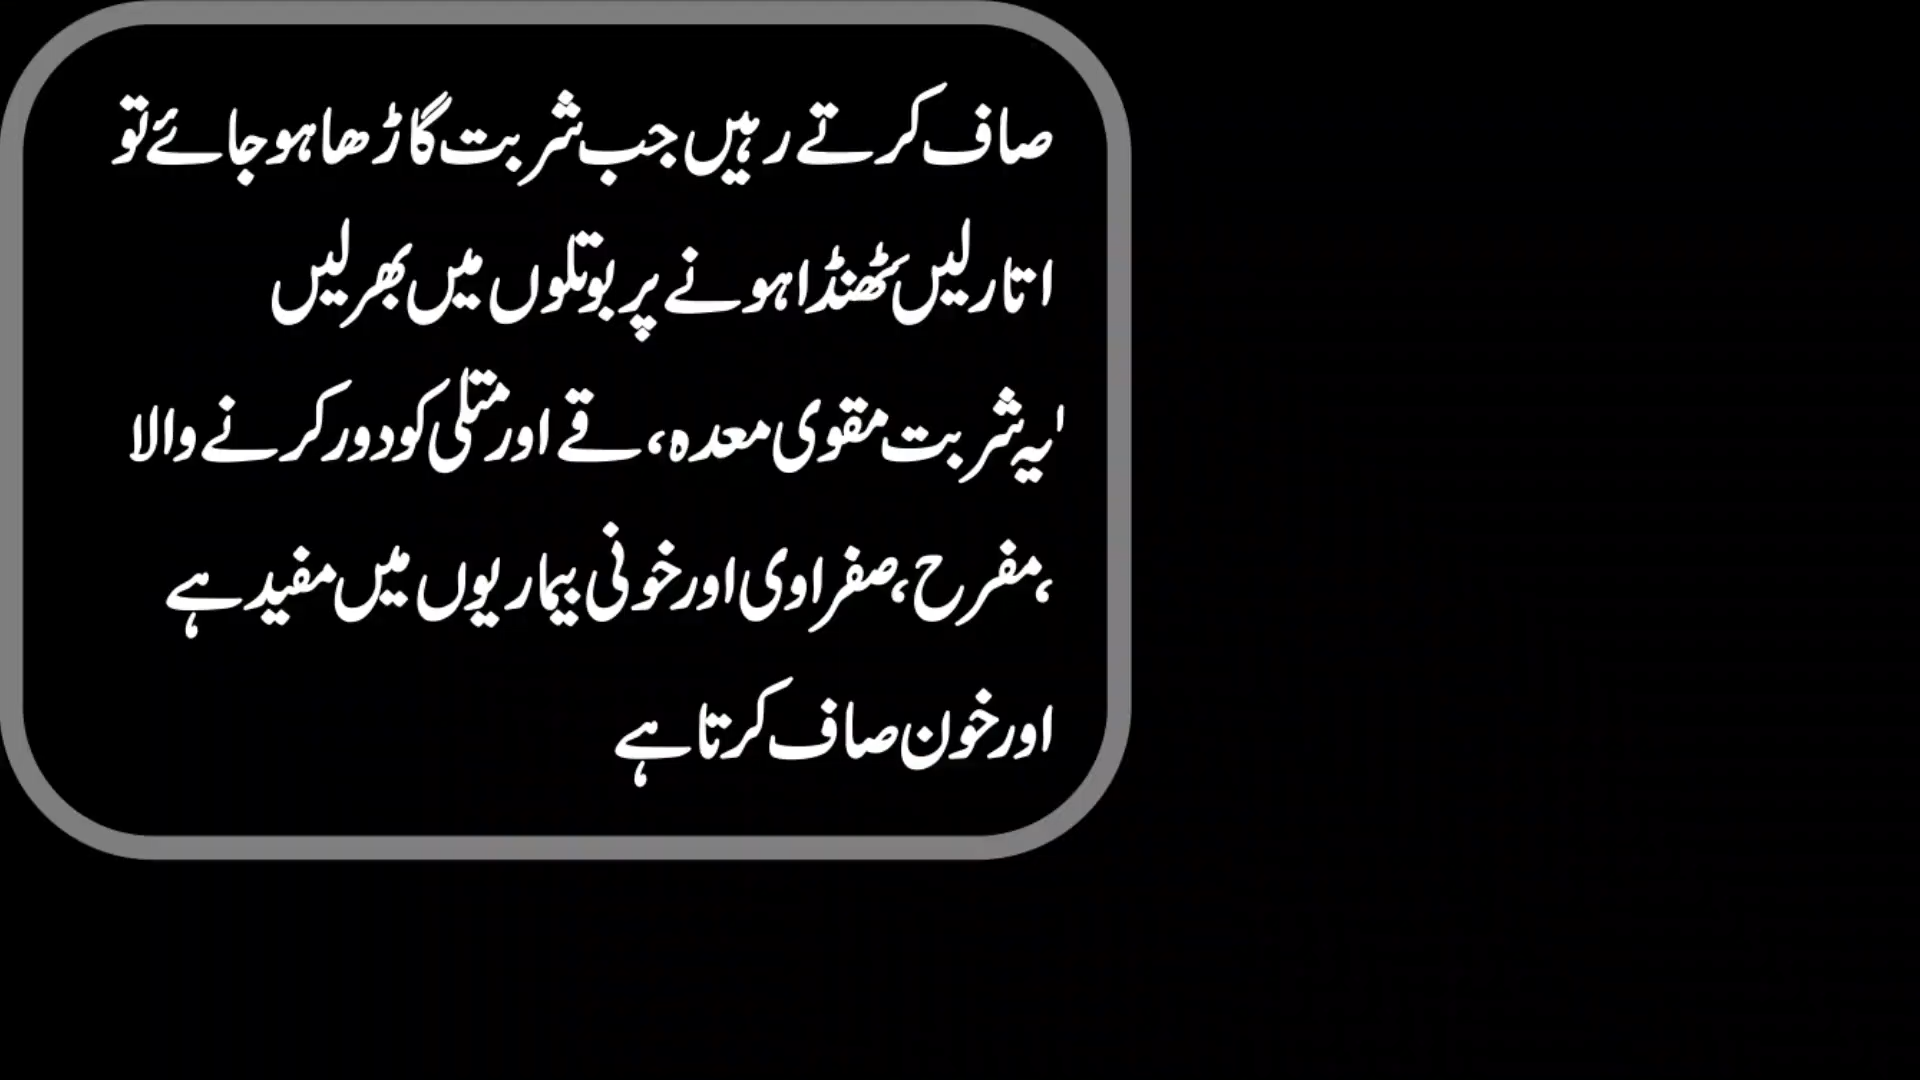 صاف کرتے رہیں جب شربت گاڑھا ہو جائے تو
اتار لیں ٹھنڈا ہونے پر بوتلوں میں بھر لیں
'یہ شربت مقوی معدہ، قے اور متلی کو دور کرنے والا
،مفرح، صفراوی اور خونی بیماریوں میں مفید ہے
اور خون صاف کرتا ہے